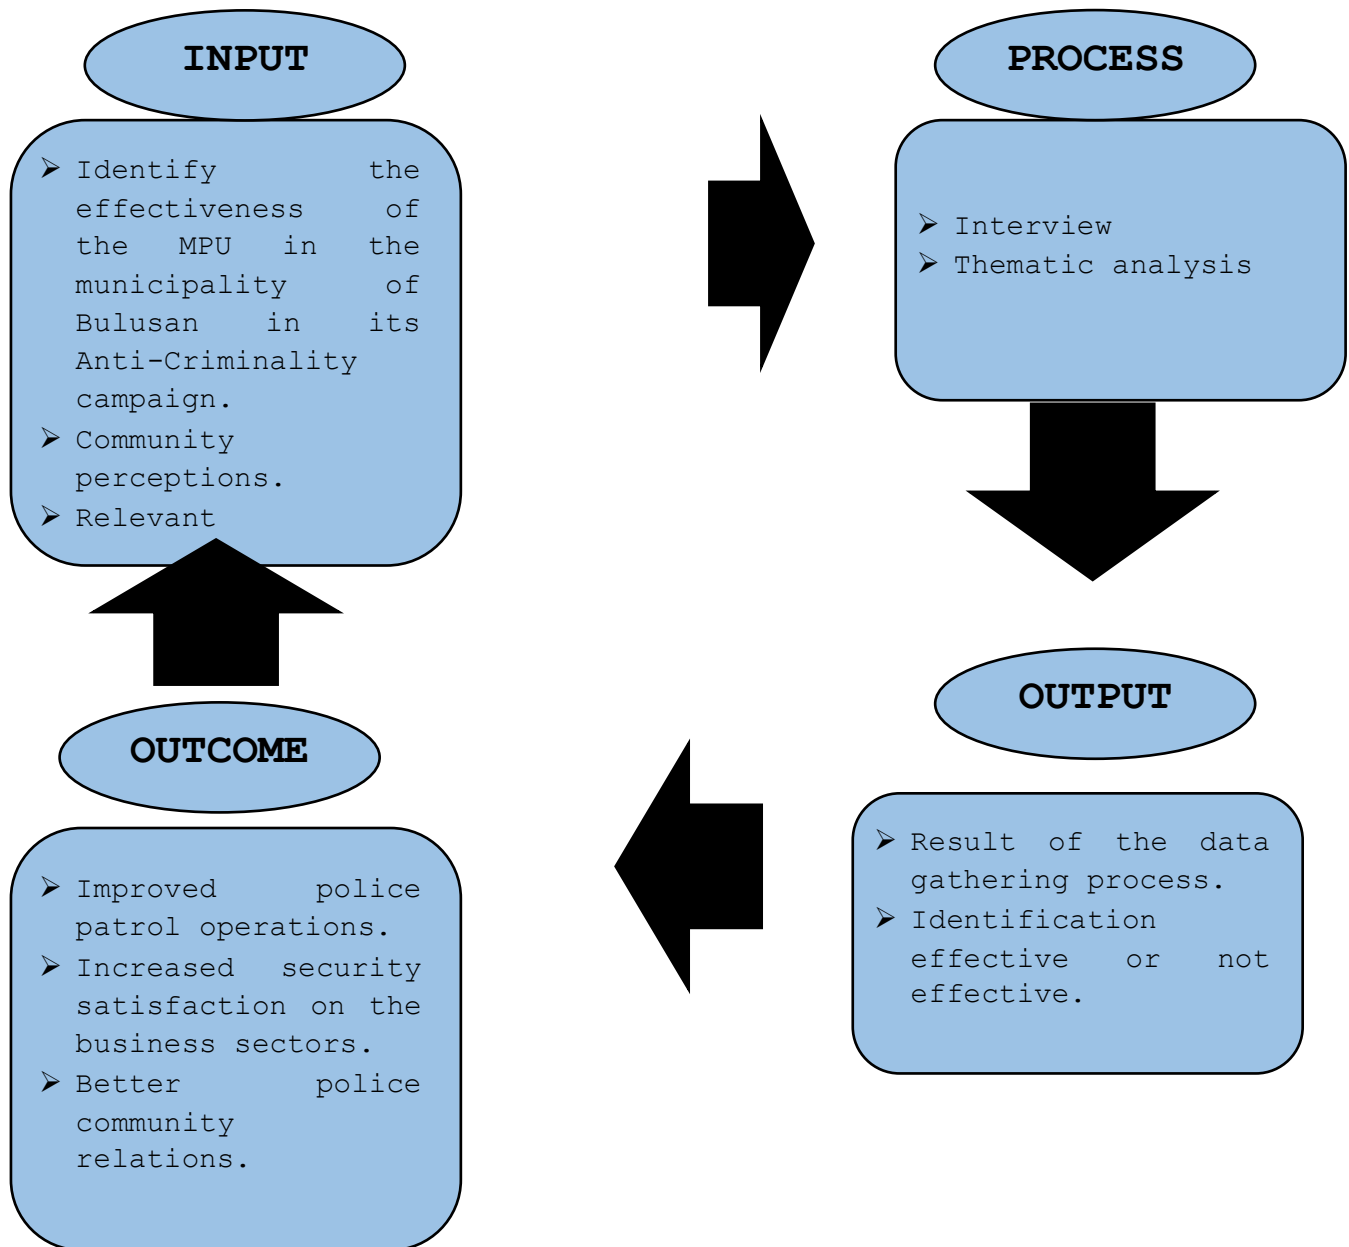 INPUT
➢ Identify the
effectiveness of
the MPU in the
municipality of
Bulusan in its
Anti-Criminality
campaign.
➢ Community
perceptions.
➢ Relevant
PROCESS
➢ Interview
➢ Thematic analysis
OUTPUT
➢ Result of the data
gathering process.
➢ Identification
effective or not
effective.
OUTCOME
➢ Improved police
patrol operations.
➢ Increased security
satisfaction on the
business sectors.
➢ Better police
community
relations.